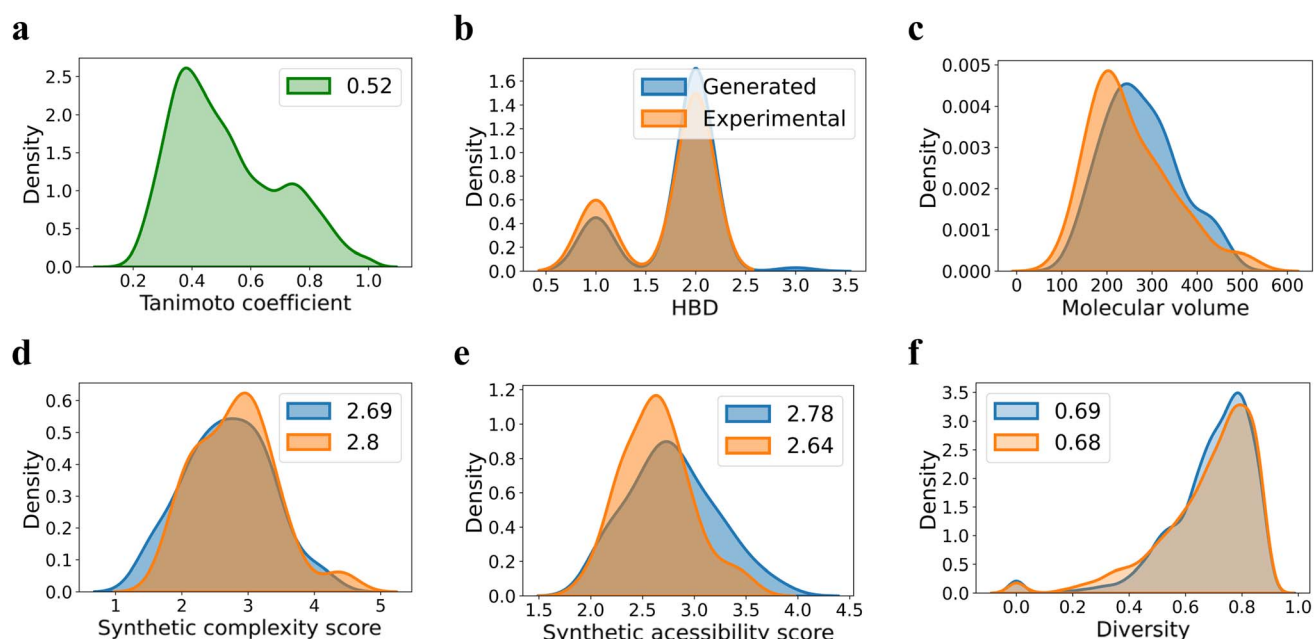 a
Density
2.5
2.0
1.5
1.0
0.5
0.0
0.52
0.2 0.4 0.6 0.8 1.0
Tanimoto coefficient
b
Density
1.6
1.4
1.2
1.0
0.8
0.6
0.4
0.2
0.0
Generated
Experimental
0.5 1.0 1.5 2.0 2.5 3.0 3.5
HBD
c
Density
0.005
0.004
0.003
0.002
0.001
0.000
0 100 200 300 400 500 600
Molecular volume
d
Density
0.6
0.5
0.4
0.3
0.2
0.1
0.0
2.69
2.8
1 2 3 4 5
Synthetic complexity score
e
Density
1.2
1.0
0.8
0.6
0.4
0.2
0.0
2.78
2.64
1.5 2.0 2.5 3.0 3.5 4.0 4.5
Synthetic acessibility score
f
Density
3.5
3.0
2.5
2.0
1.5
1.0
0.5
0.0
0.69
0.68
0.0 0.2 0.4 0.6 0.8 1.0
Diversity